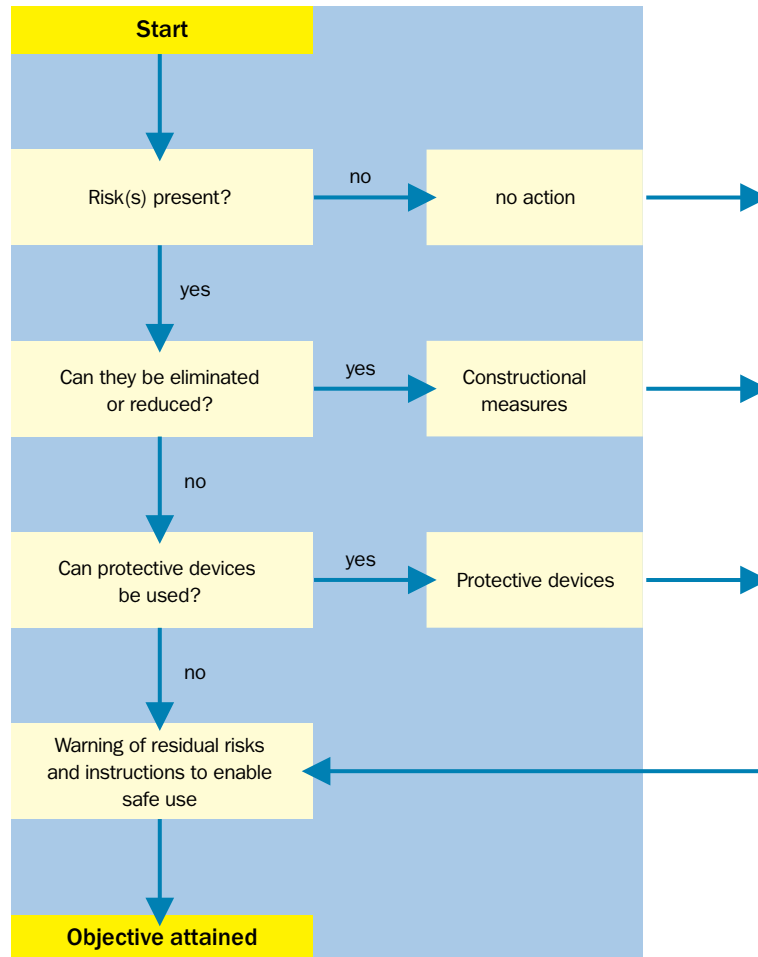 Start
Risk(s) present?
no
no action
yes
Can they be eliminated
or reduced?
yes
Constructional
measures
no
Can protective devices
be used?
yes
Protective devices
no
Warning of residual risks
and instructions to enable
safe use
Objective attained